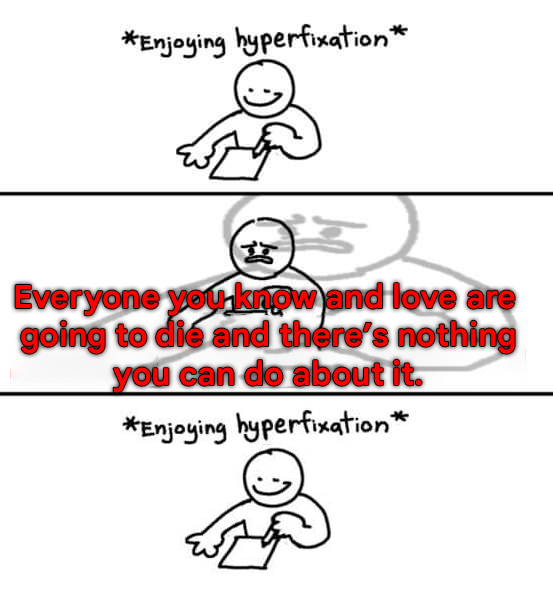 *Enjoying hyperfixation*
Everyone you know and love are
going to die and there's nothing
you can do about it.
*Enjoying hyperfixation*